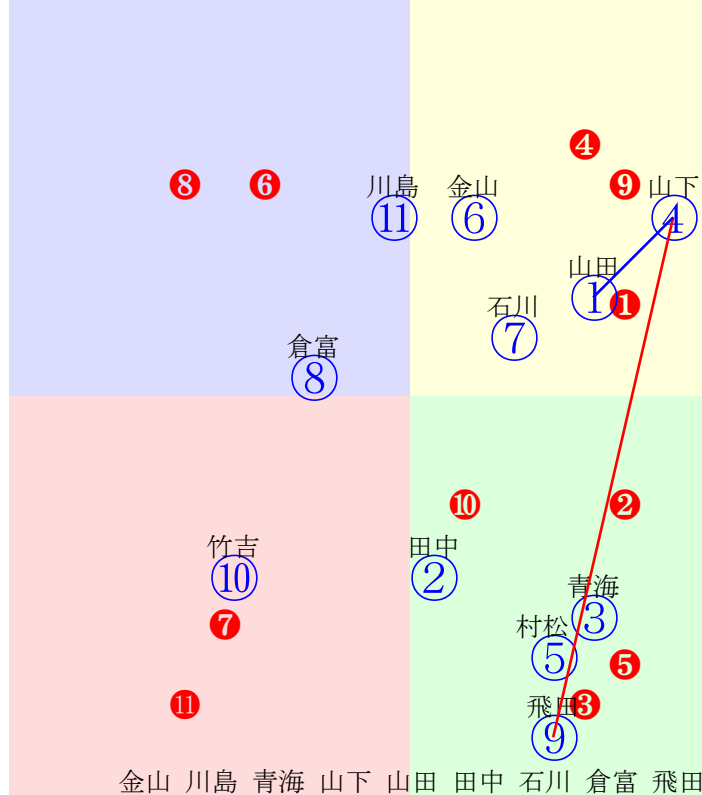 ❹
❽ ❻ 川島 金山 ❾ 山下
⑪ ⑥ ④
山田
① ❶
石川
⑦
倉富
⑧
❿ ❷
竹吉 田中
⑩ ②
青海
③
❼ 村松
⑤ ❺
⓫ 飛田 ❸
⑨
金山 川島 青海 山下 山田 田中 石川 倉富 飛田